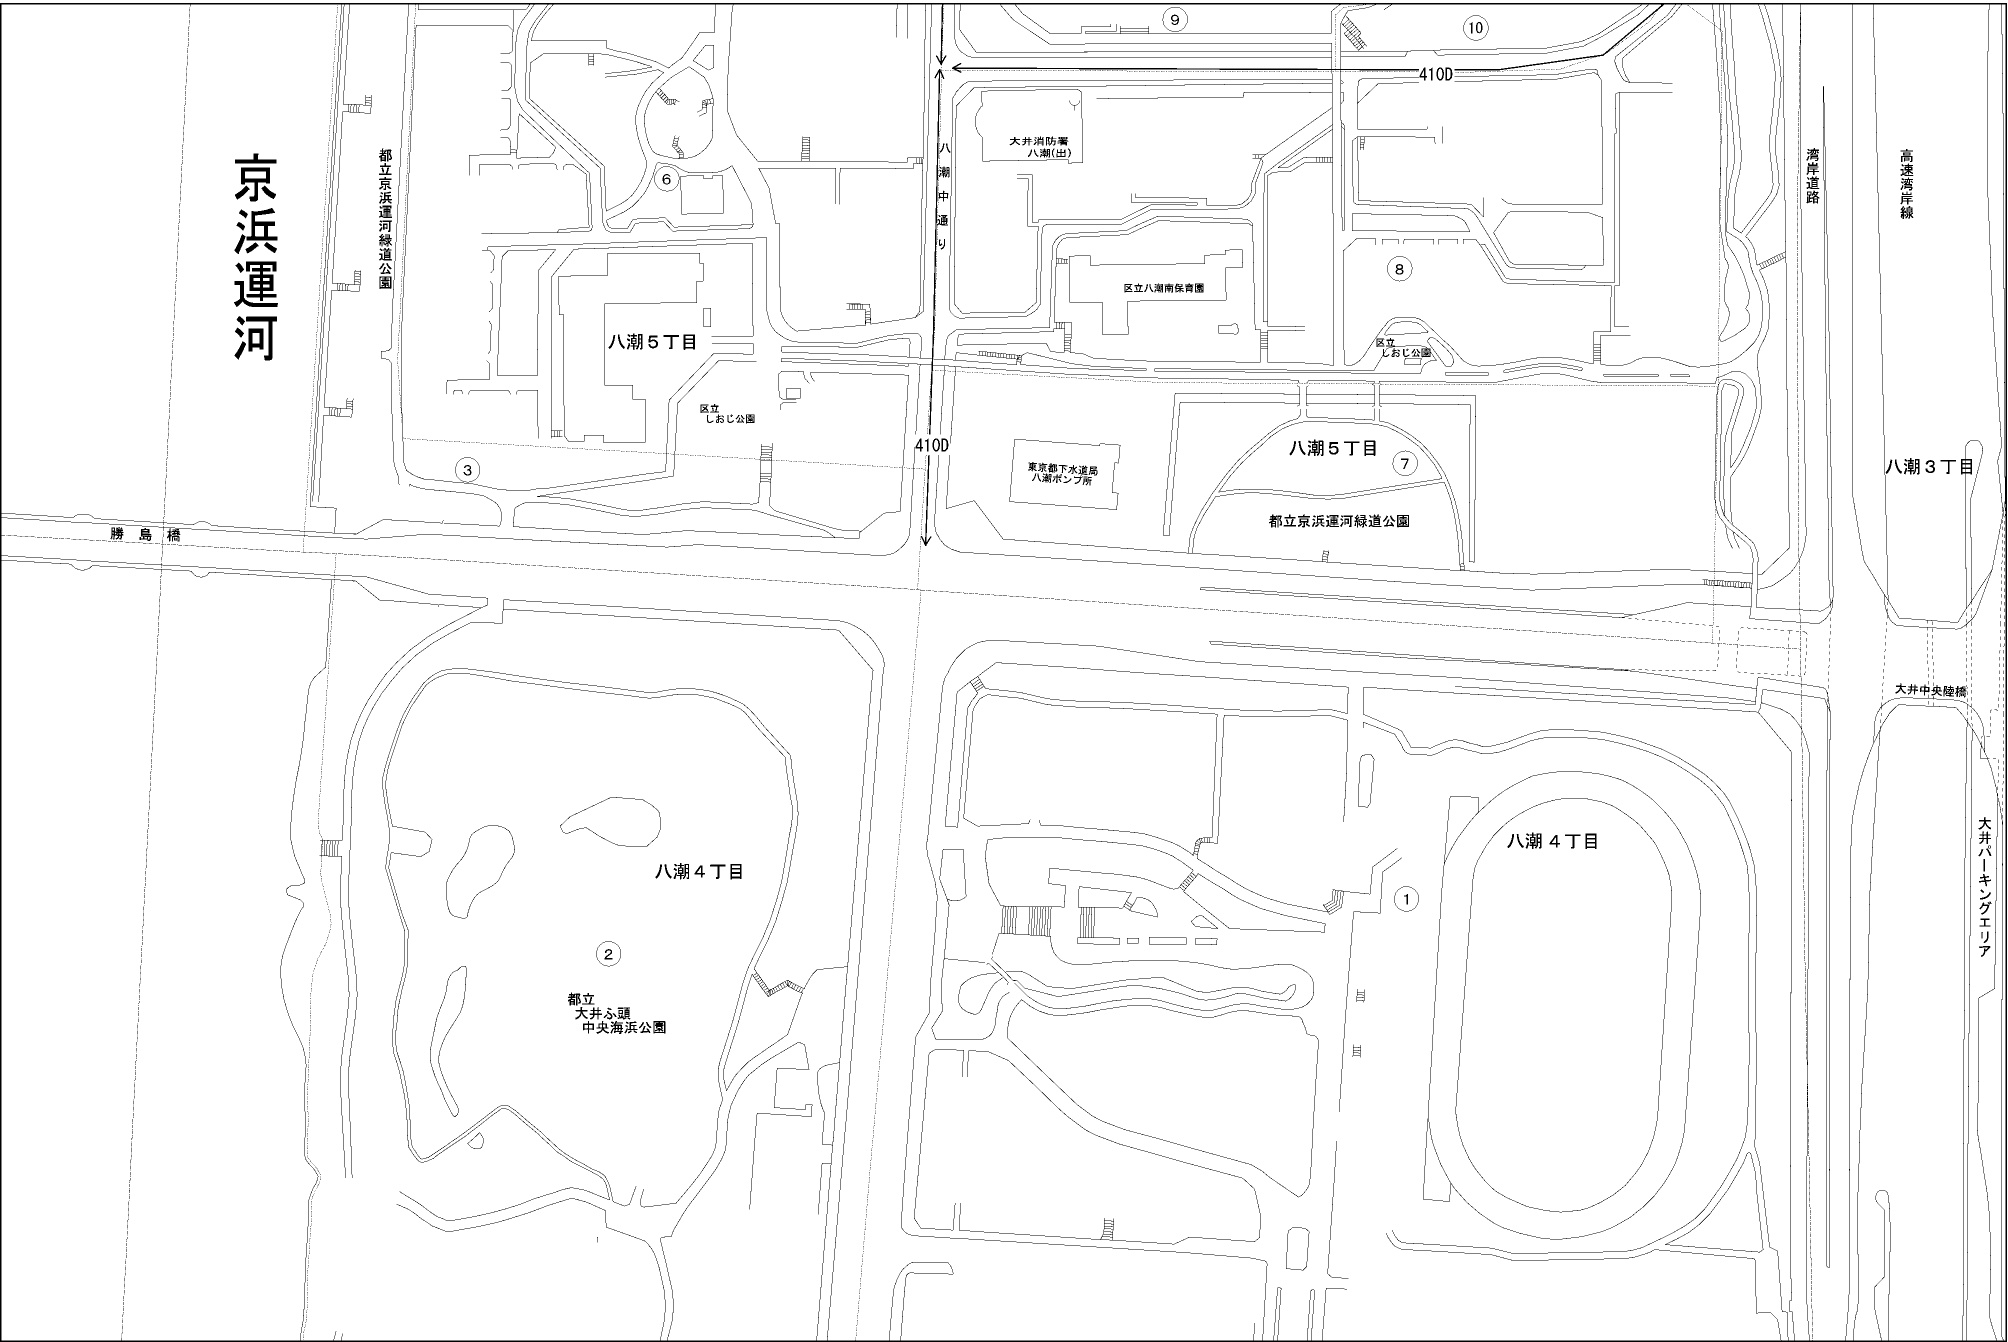 ⑨
⑩
410D
京浜運河
都立京浜運河緑道公園
大井消防署
八潮(出)
八潮中通り
湾岸道路
高速湾岸線
⑥
⑧
区立八潮南保育園
八潮5丁目
区立
しおじ公園
区立
しおじ公園
410D
八潮5丁目
③
東京都下水道局
八潮ポンプ所
⑦
八潮3丁目
都立京浜運河緑道公園
勝島橋
大井中央陸橋
八潮4丁目
八潮4丁目
大井パーキングエリア
①
②
都立
大井ふ頭
中央海浜公園